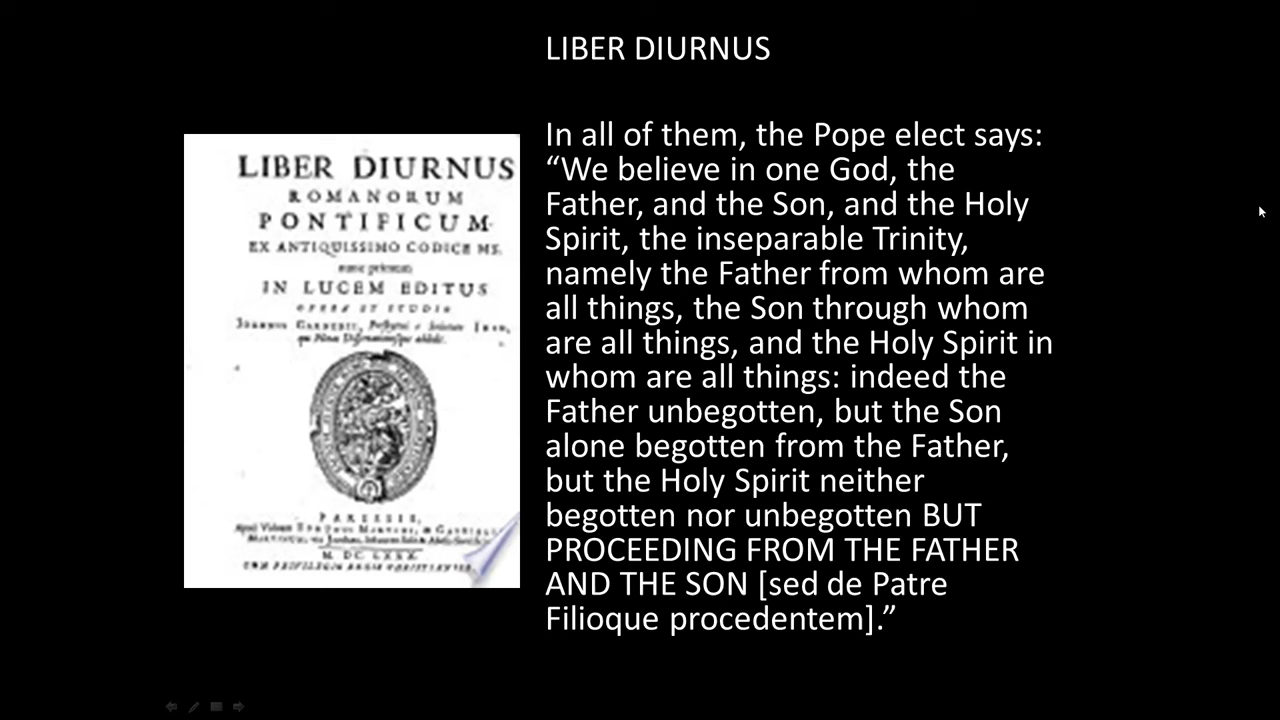 LIBER DIURNUS
In all of them, the Pope elect says:
“We believe in one God, the
Father, and the Son, and the Holy
Spirit, the inseparable Trinity,
namely the Father from whom are
all things, the Son through whom
are all things, and the Holy Spirit in
whom are all things: indeed the
Father unbegotten, but the Son
alone begotten from the Father,
but the Holy Spirit neither
begotten nor unbegotten BUT
PROCEEDING FROM THE FATHER
AND THE SON [sed de Patre
Filioque procedentem].”
LIBER DIURNUS
ROMANORUM
PONTIFICUM
EX ANTIQUISSIMO CODICE MS.
IN LUCEM EDITUS
OPERA ET STUDIO
M. DC. LXXX.